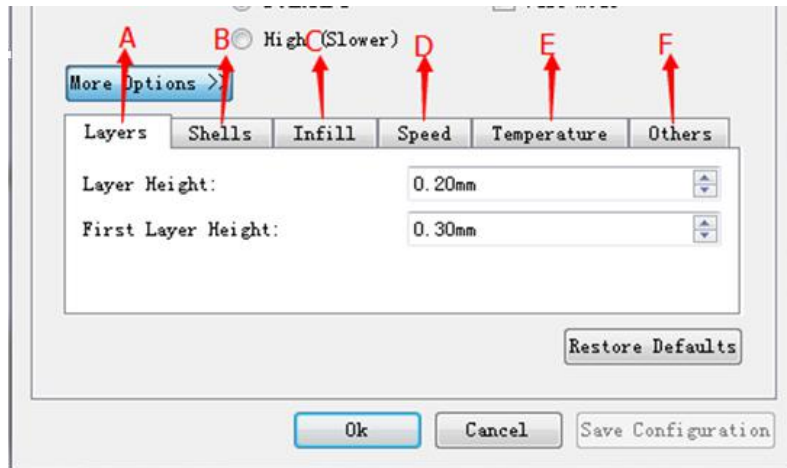 A B High (Slower) C D E F
More Options >>
Layers Shells Infill Speed Temperature Others
Layer Height: 0.20mm
First Layer Height: 0.30mm
Restore Defaults
Ok Cancel Save Configuration